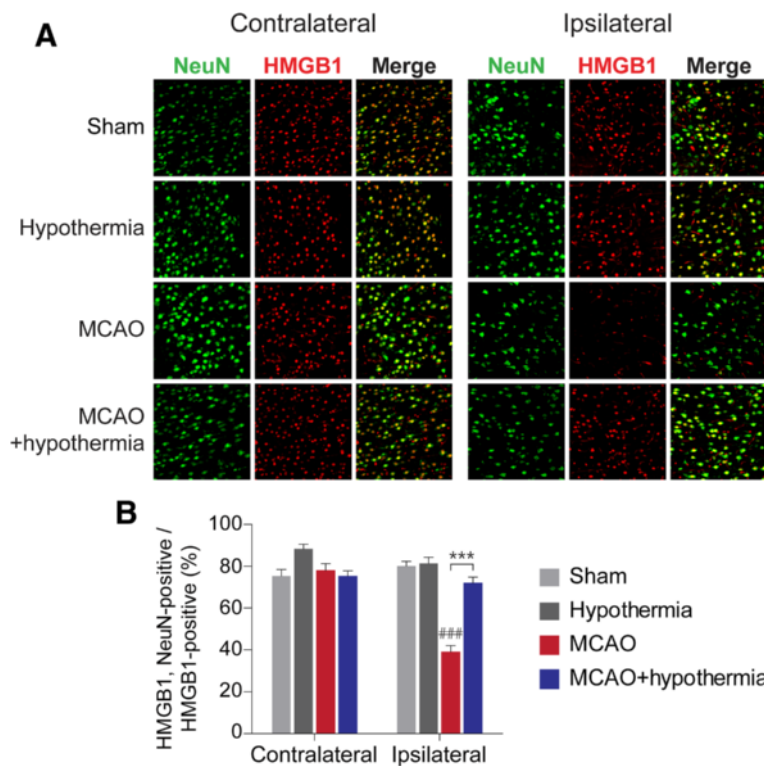 A
Contralateral
Ipsilateral
NeuN HMGB1 Merge
NeuN HMGB1 Merge
Sham
Hypothermia
MCAO
MCAO
+hypothermia
B
HMGB1, NeuN-positive /
HMGB1-positive (%)
100
80
60
40
20
0
***
###
Contralateral
Ipsilateral
Sham
Hypothermia
MCAO
MCAO+hypothermia